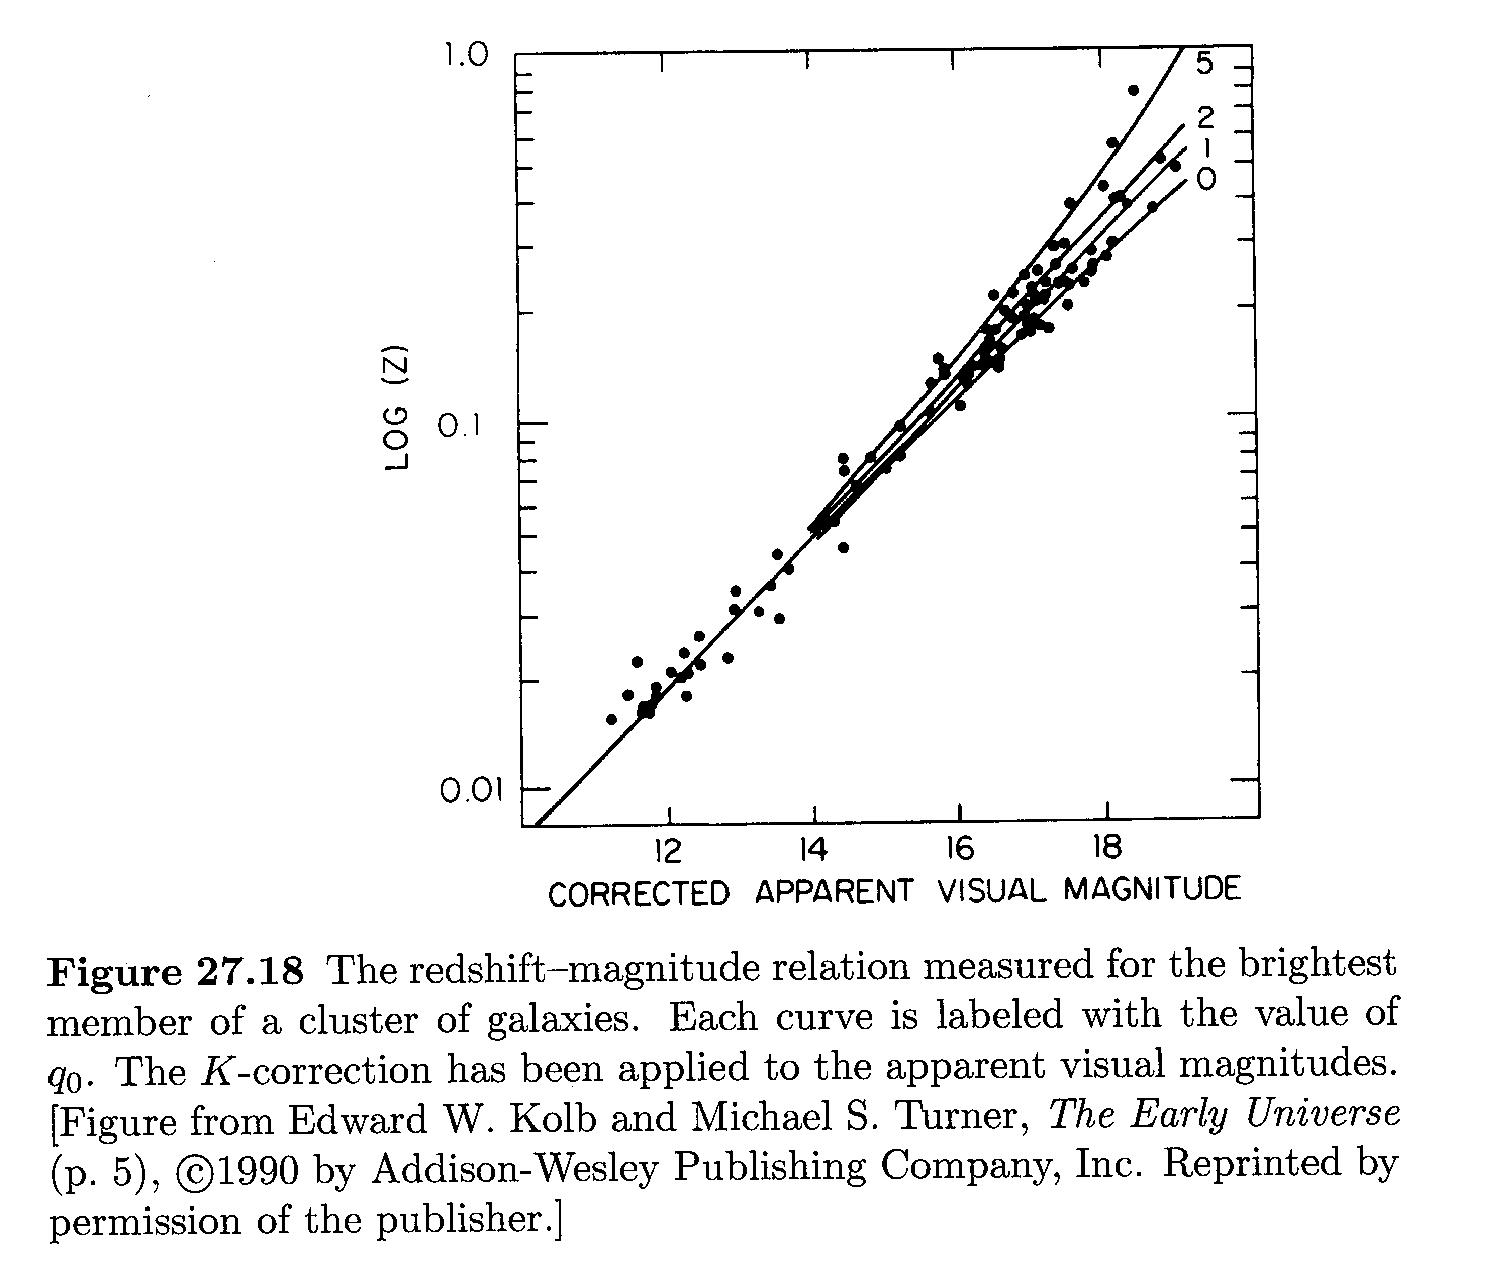 1.0
5
2
1
0
LOG (Z)
0.1
0.01
12 14 16 18
CORRECTED APPARENT VISUAL MAGNITUDE
Figure 27.18 The redshift–magnitude relation measured for the brightest
member of a cluster of galaxies. Each curve is labeled with the value of
q₀. The K-correction has been applied to the apparent visual magnitudes.
[Figure from Edward W. Kolb and Michael S. Turner, The Early Universe
(p. 5), ©1990 by Addison-Wesley Publishing Company, Inc. Reprinted by
permission of the publisher.]